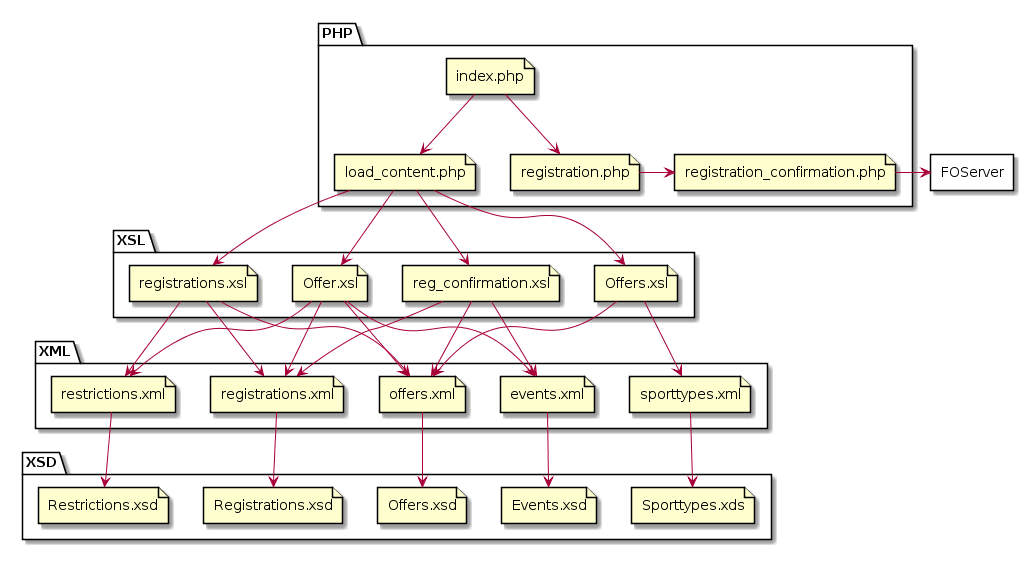 PHP
index.php
load_content.php
registration.php
registration_confirmation.php
FOServer
XSL
registrations.xsl
Offer.xsl
reg_confirmation.xsl
Offers.xsl
XML
restrictions.xml
registrations.xml
offers.xml
events.xml
sporttypes.xml
XSD
Restrictions.xsd
Registrations.xsd
Offers.xsd
Events.xsd
Sporttypes.xds